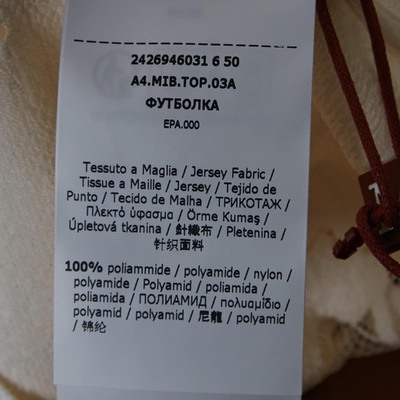 2426946031 6 50
A4.MIB.TOP.03A
ФУТБОЛКА
EPA.000
Tessuto a Maglia / Jersey Fabric /
Tissue a Maille / Jersey / Tejido de
Punto / Tecido de Malha / ТРИКОТАЖ /
Πλεκτό ύφασμα / Örme Kumaş /
Úpletová tkanina / 針織布 / Pletenina /
针织面料
100% poliammide / polyamide / nylon /
polyamide / Polyamid / poliamida /
poliamida / ПОЛИАМИД / πολυαμίδιο /
polyamid / polyamid / 尼龍 / polyamid
/ 锦纶